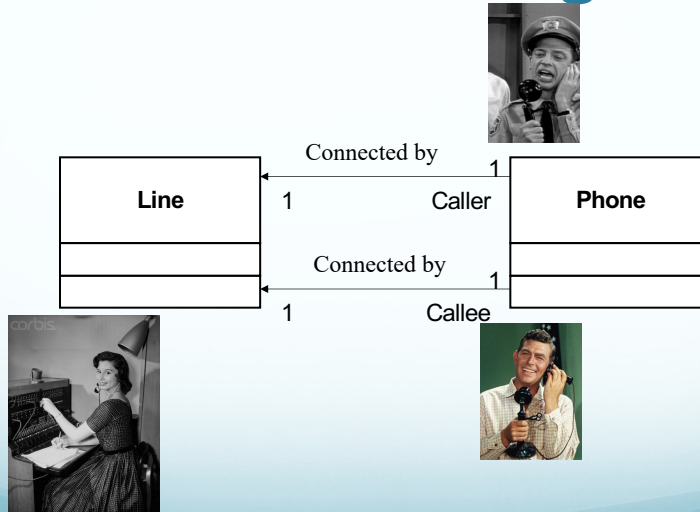 Connected by
1
Line
Phone
1
Caller
Connected by
1
1
Callee
corbis.